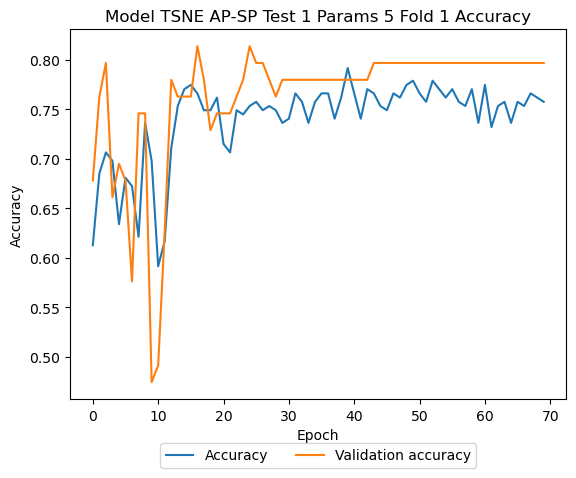 Model TSNE AP-SP Test 1 Params 5 Fold 1 Accuracy
0.80
0.75
0.70
0.65
0.60
0.55
0.50
Accuracy
0 10 20 30 40 50 60 70
Epoch
Accuracy Validation accuracy